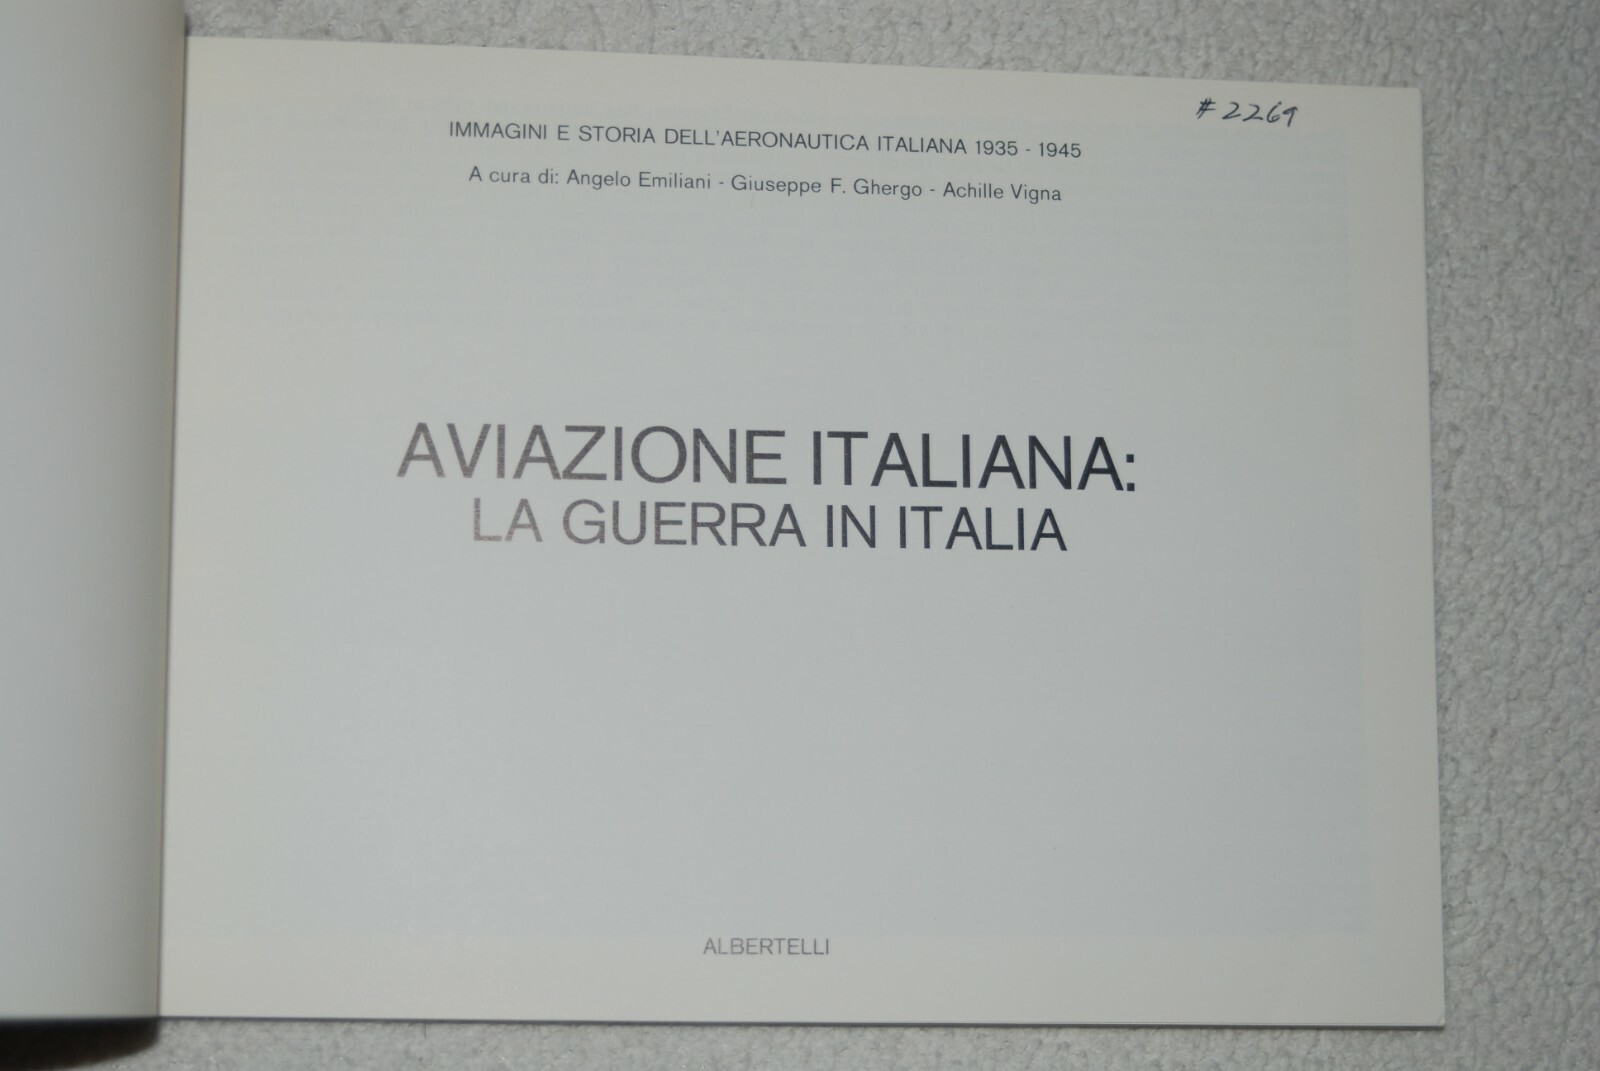 # 2269
IMMAGINI E STORIA DELL'AERONAUTICA ITALIANA 1935 - 1945
A cura di: Angelo Emiliani - Giuseppe F. Ghergo - Achille Vigna
AVIAZIONE ITALIANA:
LA GUERRA IN ITALIA
ALBERTELLI